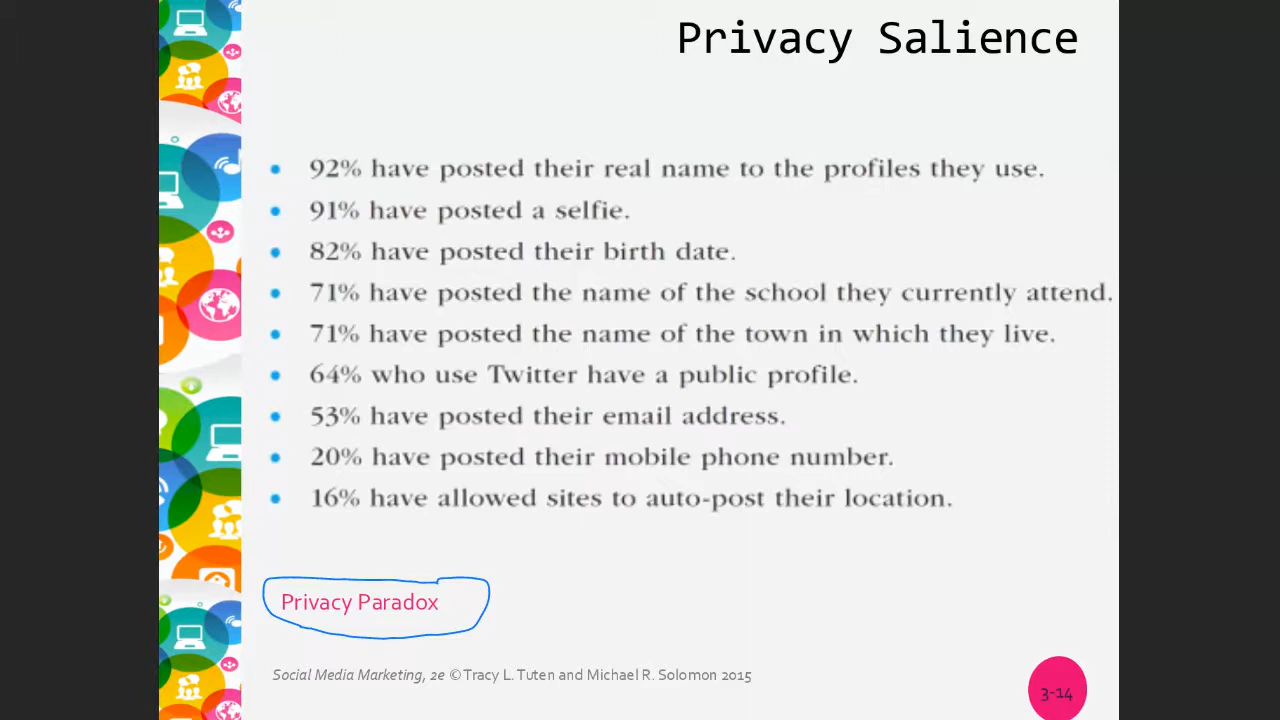 Privacy Salience
• 92% have posted their real name to the profiles they use.
• 91% have posted a selfie.
• 82% have posted their birth date.
• 71% have posted the name of the school they currently attend.
• 71% have posted the name of the town in which they live.
• 64% who use Twitter have a public profile.
• 53% have posted their email address.
• 20% have posted their mobile phone number.
• 16% have allowed sites to auto-post their location.
Privacy Paradox
Social Media Marketing, 2e © Tracy L. Tuten and Michael R. Solomon 2015
3-14